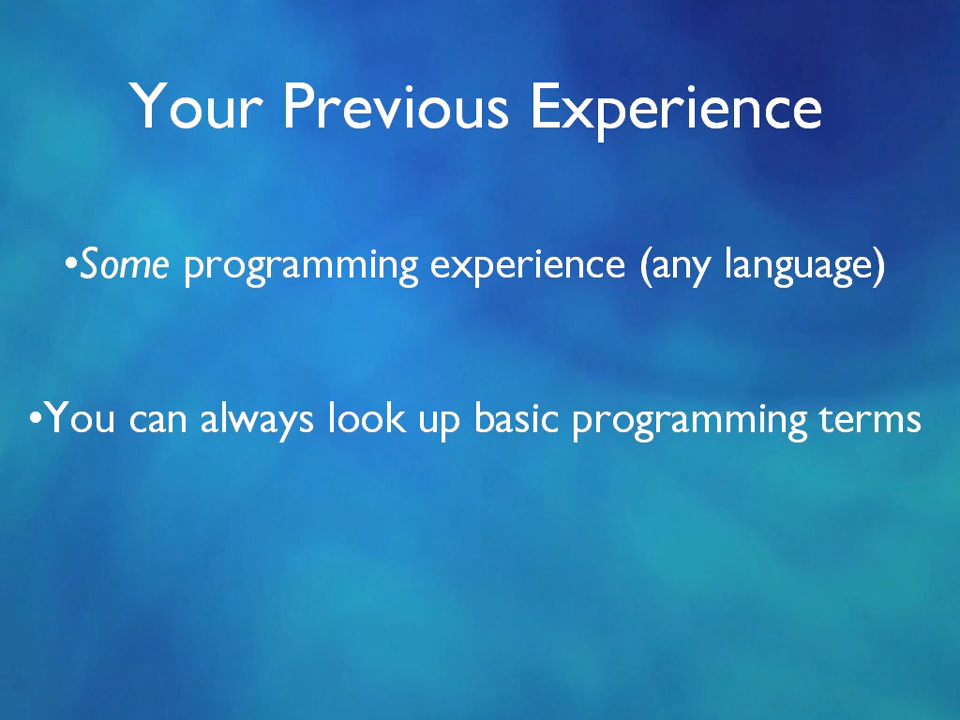 Your Previous Experience
•Some programming experience (any language)
•You can always look up basic programming terms